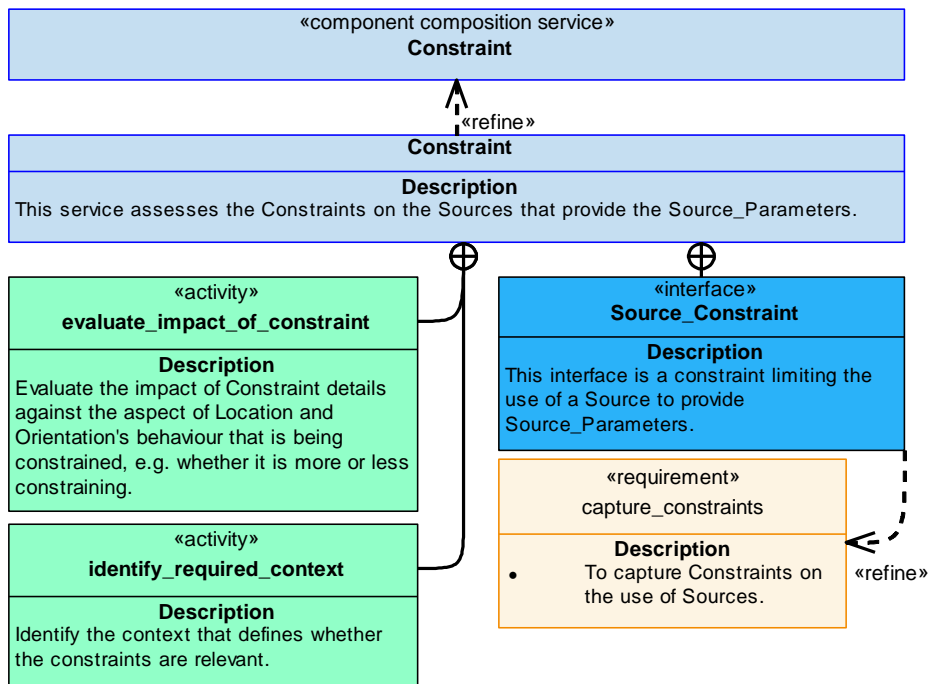 «component composition service»
Constraint
«refine»
Constraint
Description
This service assesses the Constraints on the Sources that provide the Source_Parameters.
«activity»
evaluate_impact_of_constraint
Description
Evaluate the impact of Constraint details
against the aspect of Location and
Orientation's behaviour that is being
constrained, e.g. whether it is more or less
constraining.
«activity»
identify_required_context
Description
Identify the context that defines whether
the constraints are relevant.
«interface»
Source_Constraint
Description
This interface is a constraint limiting the
use of a Source to provide
Source_Parameters.
«requirement»
capture_constraints
Description
• To capture Constraints on
the use of Sources.
«refine»